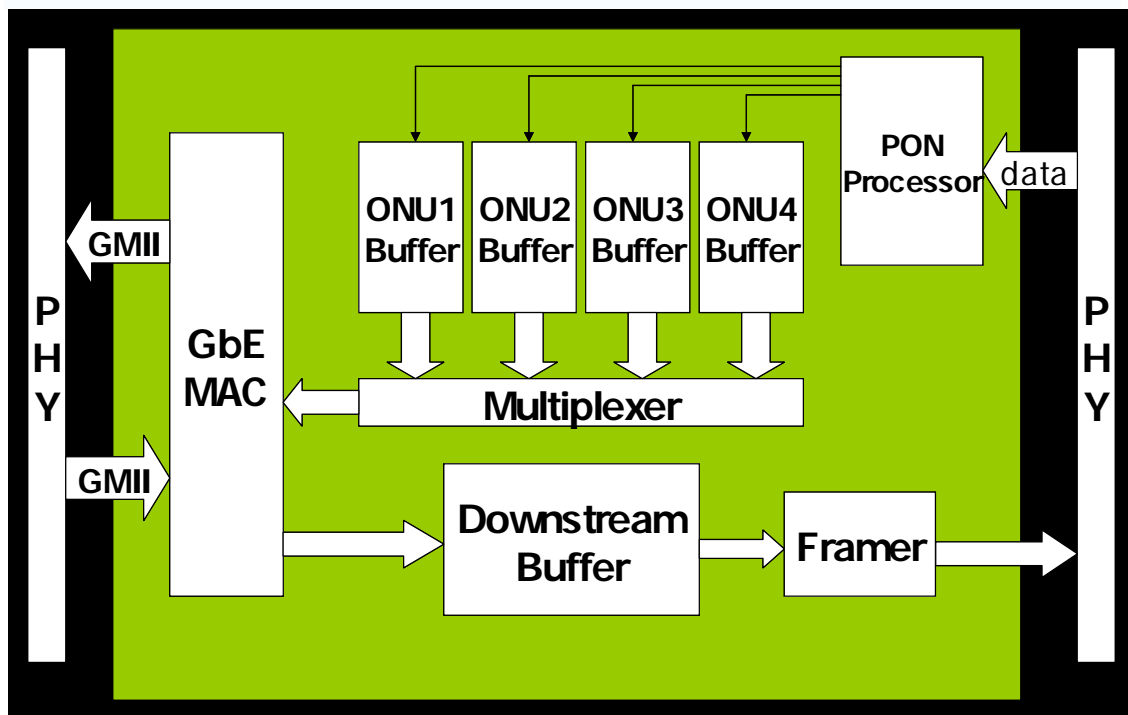 PON
Processor
data
ONU1
Buffer
ONU2
Buffer
ONU3
Buffer
ONU4
Buffer
GMII
P
H
Y
GbE
MAC
P
H
Y
Multiplexer
GMII
Downstream
Buffer
Framer